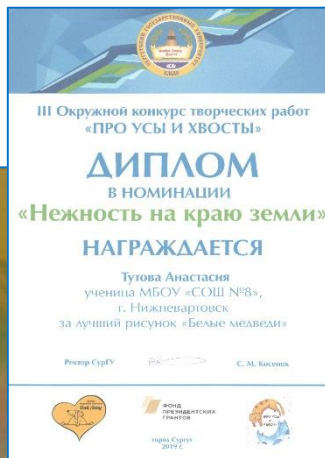 III Окружной конкурс творческих работ
«ПРО УСЫ И ХВОСТЫ»
ДИПЛОМ
В НОМИНАЦИИ
«Нежность на краю земли»
НАГРАЖДАЕТСЯ
Тутова Анастасия
ученица МБОУ «СОШ №8»,
г. Нижневартовск
за лучший рисунок «Белые медведи»
Ректор СурГУ
С. М. Косенок
ФОНД
ПРЕЗИДЕНТСКИХ
ГРАНТОВ
город Сургут
2019 г.